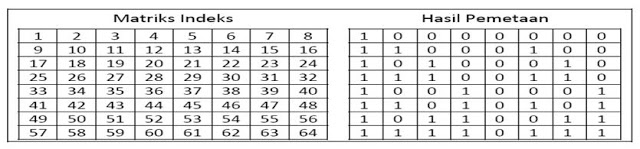 Matriks Indeks Hasil Pemetaan
1 2 3 4 5 6 7 8 1 0 0 0 0 0 0 0
9 10 11 12 13 14 15 16 1 1 0 0 0 1 0 0
17 18 19 20 21 22 23 24 1 0 1 0 0 0 1 0
25 26 27 28 29 30 31 32 1 1 1 0 0 1 1 0
33 34 35 36 37 38 39 40 1 0 0 1 0 0 0 1
41 42 43 44 45 46 47 48 1 1 0 1 0 1 0 1
49 50 51 52 53 54 55 56 1 0 1 1 0 0 1 1
57 58 59 60 61 62 63 64 1 1 1 1 0 1 1 1